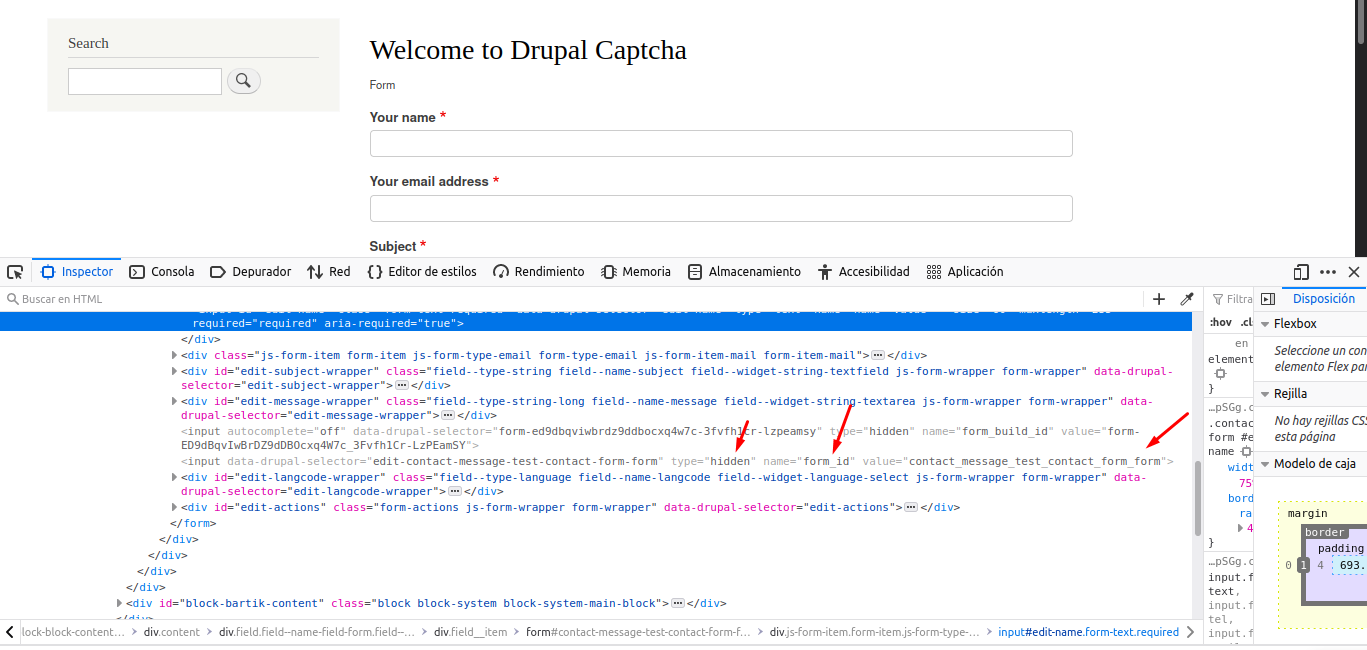 Search
Welcome to Drupal Captcha
Form
Your name *
Your email address *
Subject *
Inspector Consola Depurador Red Editor de estilos Rendimiento Memoria Almacenamiento Accesibilidad Aplicación
Buscar en HTML
Filtra
Disposición
required="required" aria-required="true">
</div>
<div class="js-form-item form-item js-form-type-email form-type-email js-form-item-mail form-item-mail"></div>
<div id="edit-subject-wrapper" class="field--type-string field--name-subject field--widget-string-textfield js-form-wrapper form-wrapper" data-drupal-
selector="edit-subject-wrapper"></div>
<div id="edit-message-wrapper" class="field--type-string-long field--name-message field--widget-string-textarea js-form-wrapper form-wrapper" data-
drupal-selector="edit-message-wrapper"></div>
<input autocomplete="off" data-drupal-selector="form-ed9dbqviwbrdz9ddbocxq4w7c-3fvfh1cr-lzpeamsy" type="hidden" name="form_build_id" value="form-
ED9dBqvIwBrDZ9dDBOcxq4W7c_3Fvfh1Cr-LzPEamSY">
<input data-drupal-selector="edit-contact-message-test-contact-form-form" type="hidden" name="form_id" value="contact_message_test_contact_form_form">
<div id="edit-langcode-wrapper" class="field--type-language field--name-langcode field--widget-language-select js-form-wrapper form-wrapper" data-
drupal-selector="edit-langcode-wrapper"></div>
<div id="edit-actions" class="form-actions js-form-wrapper form-wrapper" data-drupal-selector="edit-actions"></div>
</form>
</div>
</div>
</div>
</div>
<div id="block-bartik-content" class="block block-system block-system-main-block"></div>
lock-block-content… div.content div.field.field--name-field-form.field--… div.field__item form#contact-message-test-contact-form-f… div.js-form-item.form-item.js-form-type-… input#edit-name.form-text.required
:hov .cl
en
element
}
…pSGg.c
.contac
form #e
name
widt
75%
bord
ra
4
}
…pSGg.c
input.f
text,
input.f
tel,
input.f
Flexbox
Seleccione un con
elemento Flex par
Rejilla
No hay rejillas CSS
esta página
Modelo de caja
margin
border
padding
0 1 4 693.